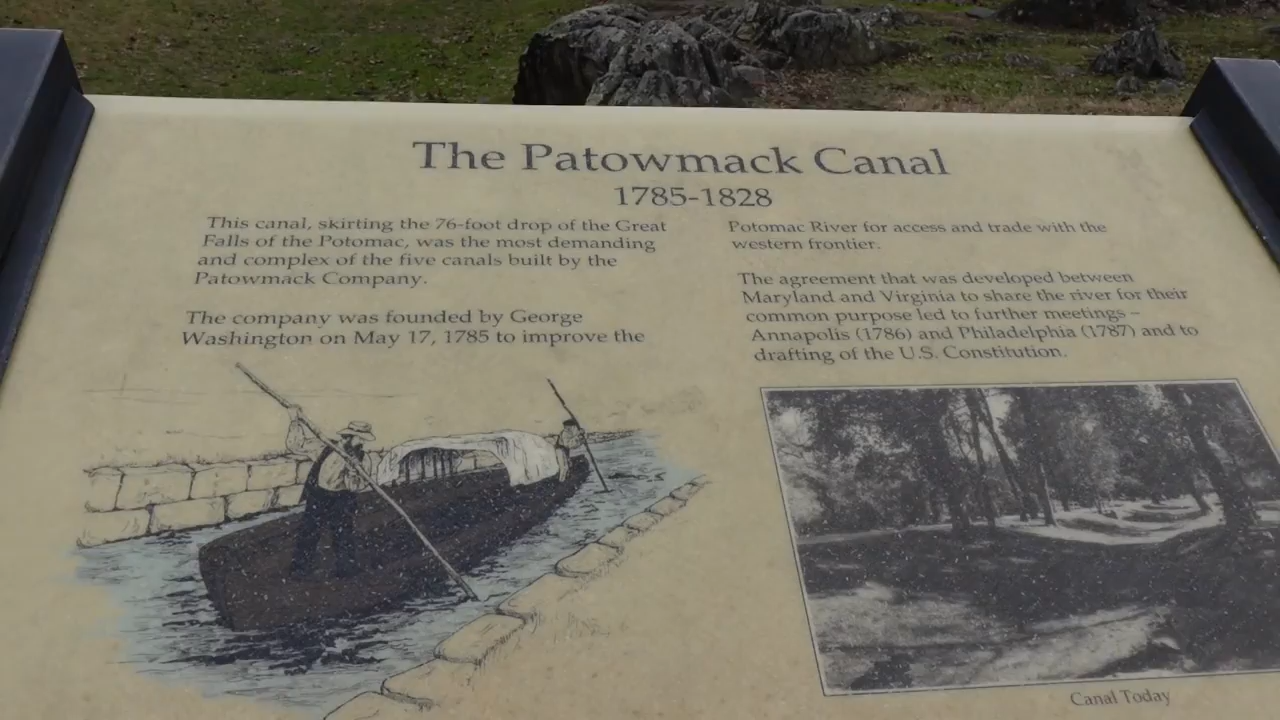 The Patowmack Canal
1785-1828
This canal, skirting the 76-foot drop of the Great
Falls of the Potomac, was the most demanding
and complex of the five canals built by the
Patowmack Company.
The company was founded by George
Washington on May 17, 1785 to improve the
Potomac River for access and trade with the
western frontier.
The agreement that was developed between
Maryland and Virginia to share the river for their
common purpose led to further meetings –
Annapolis (1786) and Philadelphia (1787) and to
drafting of the U.S. Constitution.
Canal Today